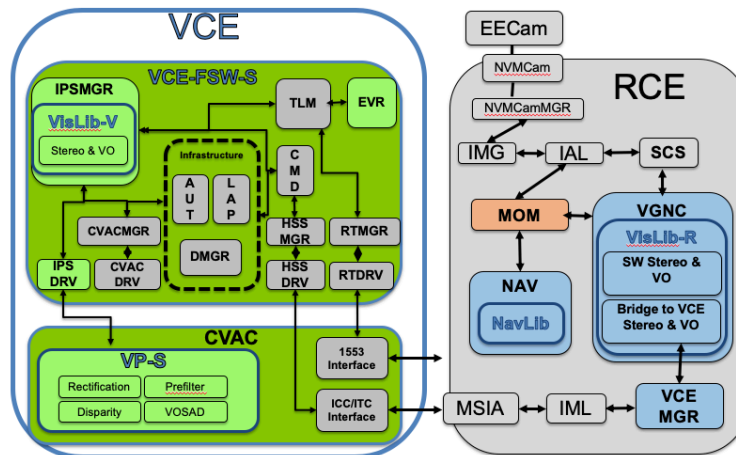 VCE
VCE-FSW-S
IPSMGR
VisLib-V
Stereo & VO
TLM
EVR
Infrastructure
A
U
T
L
A
P
DMGR
C
M
D
CVACMGR
HSS
MGR
RTMGR
IPS
DRV
CVAC
DRV
HSS
DRV
RTDRV
CVAC
VP-S
Rectification
Prefilter
Disparity
VOSAD
1553
Interface
ICC/ITC
Interface
EECam
NVMCam
RCE
NVMCamMGR
IMG
IAL
SCS
MOM
VGNC
VisLib-R
SW Stereo &
VO
Bridge to VCE
Stereo & VO
NAV
NavLib
MSIA
IML
VCE
MGR